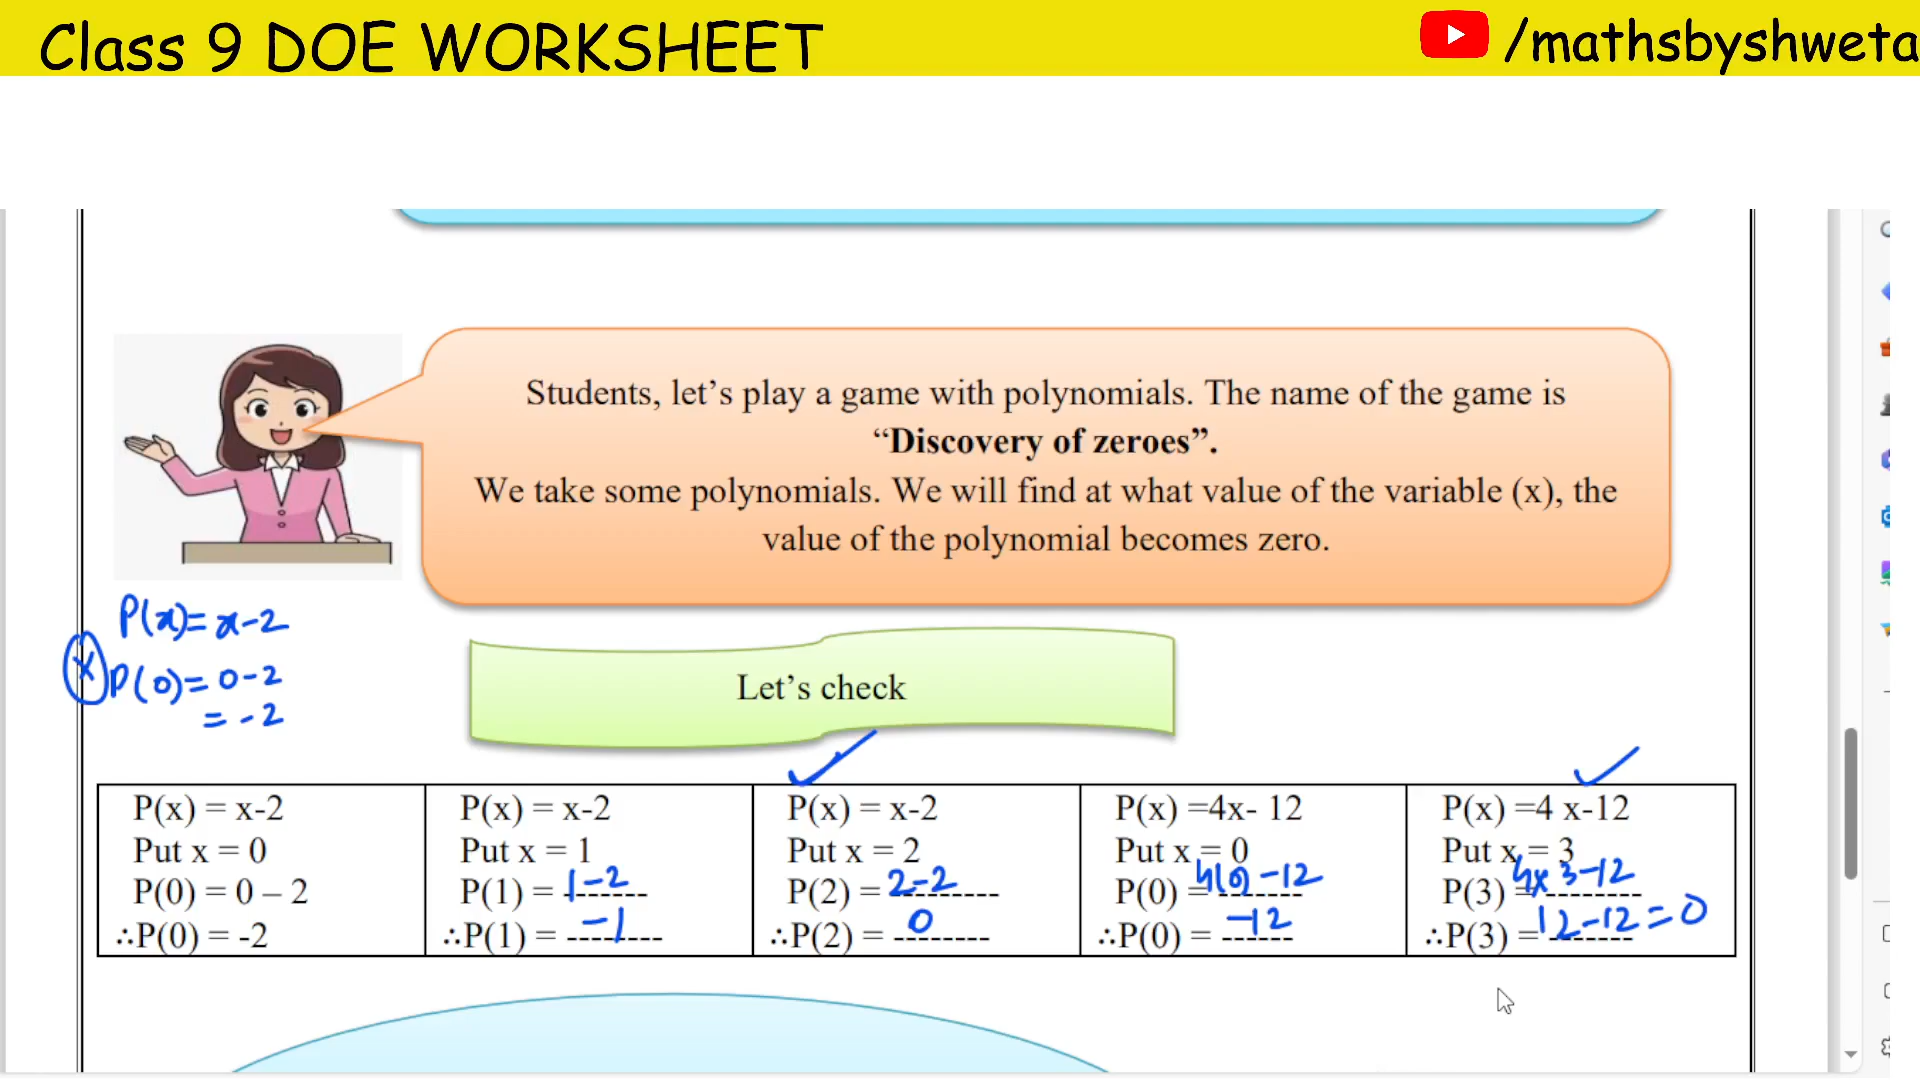 Class 9 DOE WORKSHEET
/mathsbyshweta
Students, let's play a game with polynomials. The name of the game is
“Discovery of zeroes”.
We take some polynomials. We will find at what value of the variable (x), the
value of the polynomial becomes zero.
P(x)= x-2
x P(0)= 0-2
= -2
Let's check
P(x) = x-2
Put x = 0
P(0) = 0 – 2
∴P(0) = -2
P(x) = x-2
Put x = 1
P(1) = 1-2
∴P(1) = -1
P(x) = x-2
Put x = 2
P(2) = 2-2
∴P(2) = 0
P(x) =4x- 12
Put x = 0
P(0) = 4(0) -12
∴P(0) = -12
P(x) =4 x-12
Put x = 3
P(3) = 4x 3-12
∴P(3) = 12-12=0